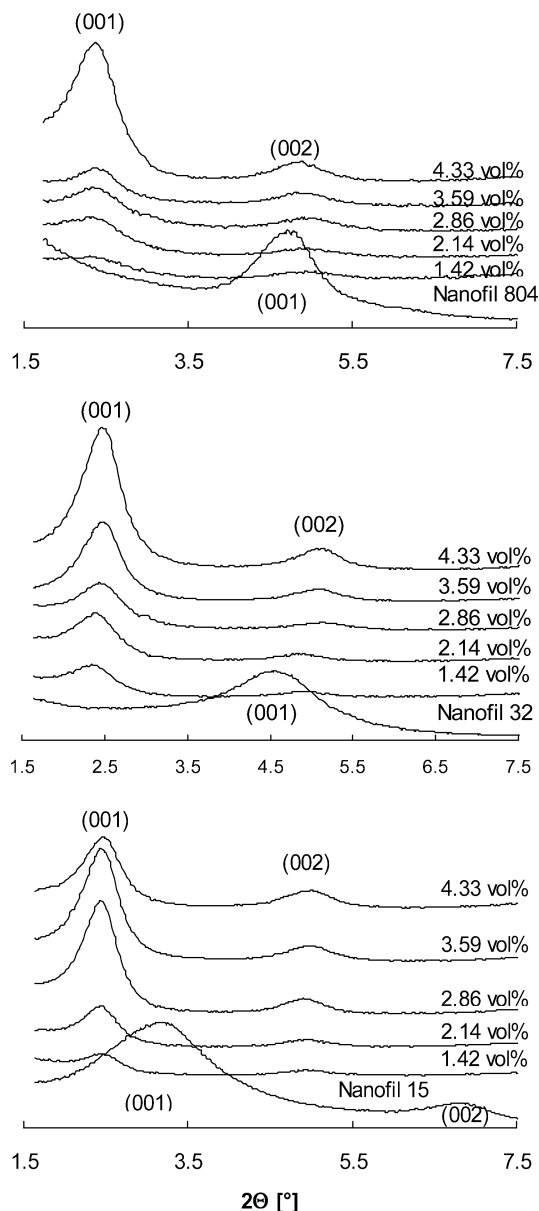 (001)
(002)
4.33 vol%
3.59 vol%
2.86 vol%
2.14 vol%
1.42 vol%
Nanofil 804
(001)
1.5 3.5 5.5 7.5
(001)
(002)
4.33 vol%
3.59 vol%
2.86 vol%
2.14 vol%
1.42 vol%
(001)
Nanofil 32
1.5 2.5 3.5 4.5 5.5 6.5 7.5
(001)
(002)
4.33 vol%
3.59 vol%
2.86 vol%
2.14 vol%
1.42 vol%
Nanofil 15
(001)
(002)
1.5 3.5 5.5 7.5
2Θ [°]